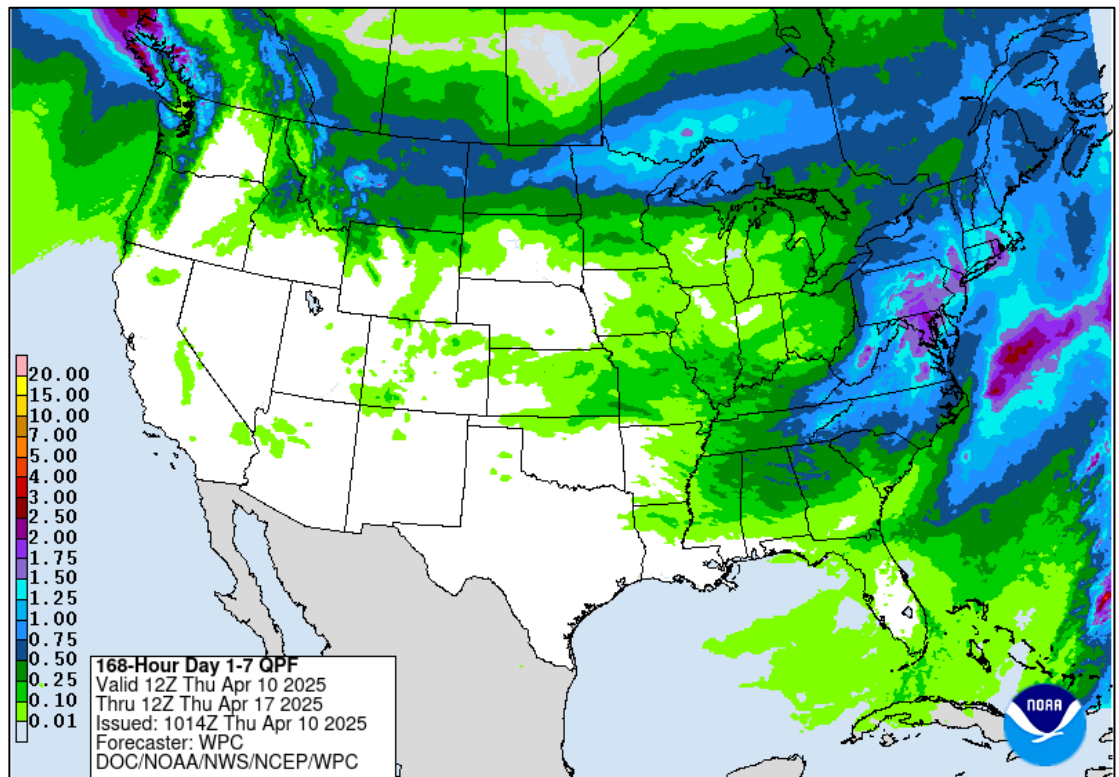 20.00
15.00
10.00
7.00
5.00
4.00
3.00
2.50
2.00
1.75
1.50
1.25
1.00
0.75
0.50
0.25
0.10
0.01
168-Hour Day 1-7 QPF
Valid 12Z Thu Apr 10 2025
Thru 12Z Thu Apr 17 2025
Issued: 1014Z Thu Apr 10 2025
Forecaster: WPC
DOC/NOAA/NWS/NCEP/WPC
NOAA